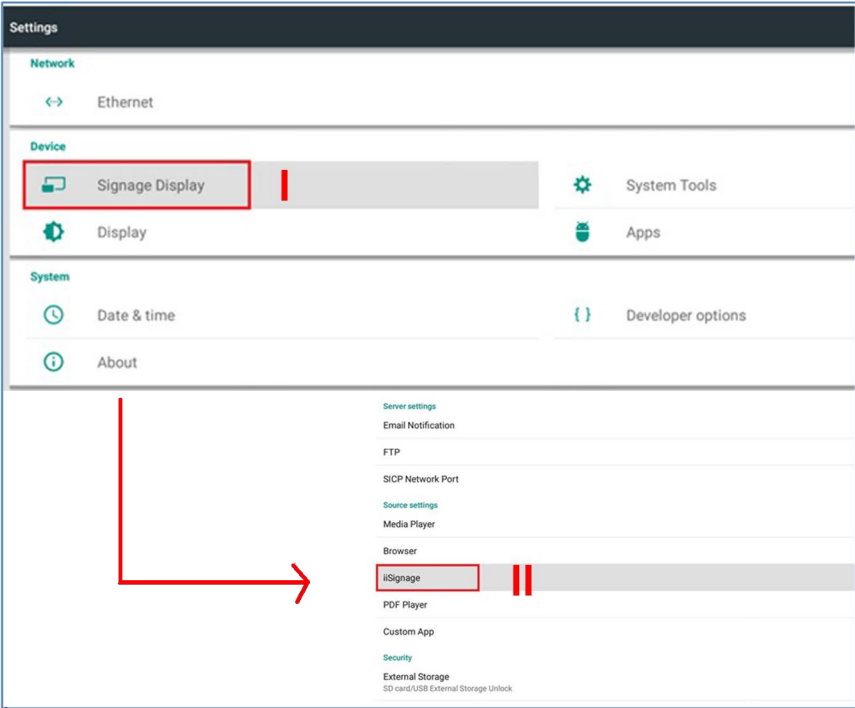 Settings
Network
Ethernet
Device
Signage Display
I
System Tools
Display
Apps
System
Date & time
{ } Developer options
About
Server settings
Email Notification
FTP
SICP Network Port
Source settings
Media Player
Browser
iiSignage
II
PDF Player
Custom App
Security
External Storage
SD card/USB External Storage Unlock